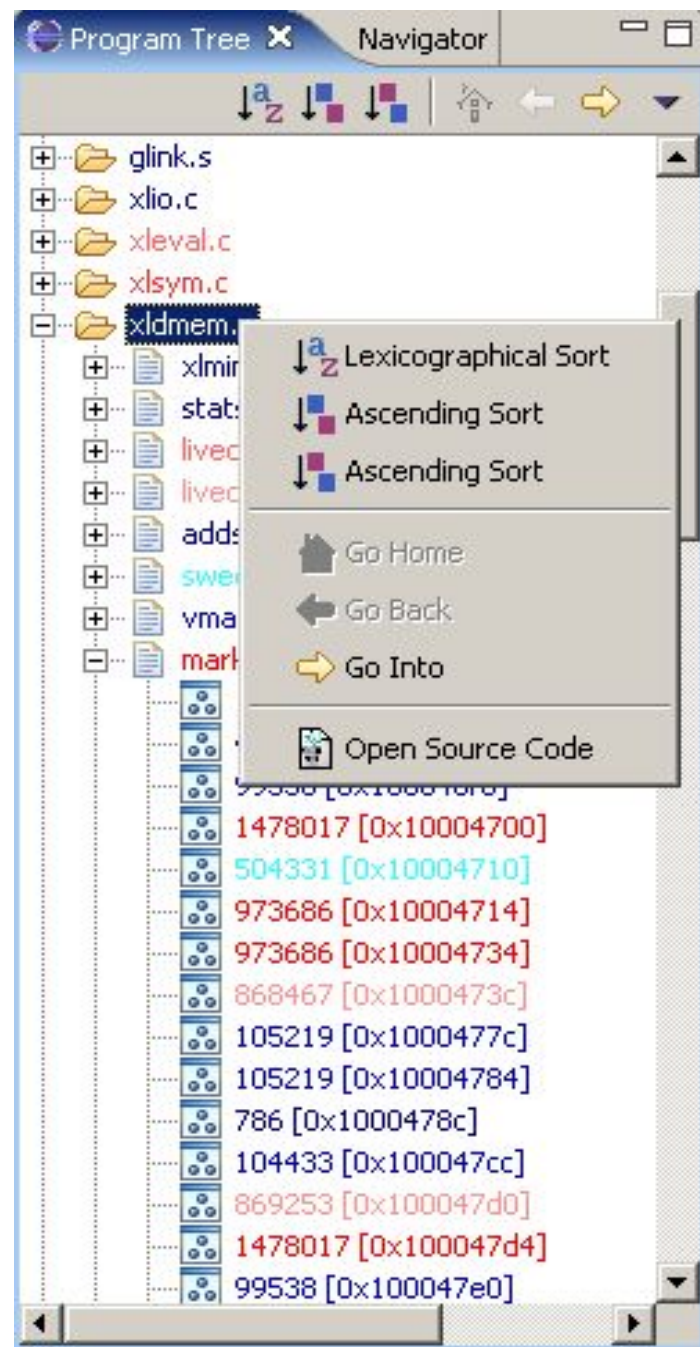 Program Tree Navigator
glink.s
xlio.c
xleval.c
xlsym.c
xldmem.
Lexicographical Sort
Ascending Sort
Ascending Sort
Go Home
Go Back
Go Into
Open Source Code
1478017 [0x10004700]
504331 [0x10004710]
973686 [0x10004714]
973686 [0x10004734]
868467 [0x1000473c]
105219 [0x1000477c]
105219 [0x10004784]
786 [0x1000478c]
104433 [0x100047cc]
869253 [0x100047d0]
1478017 [0x100047d4]
99538 [0x100047e0]